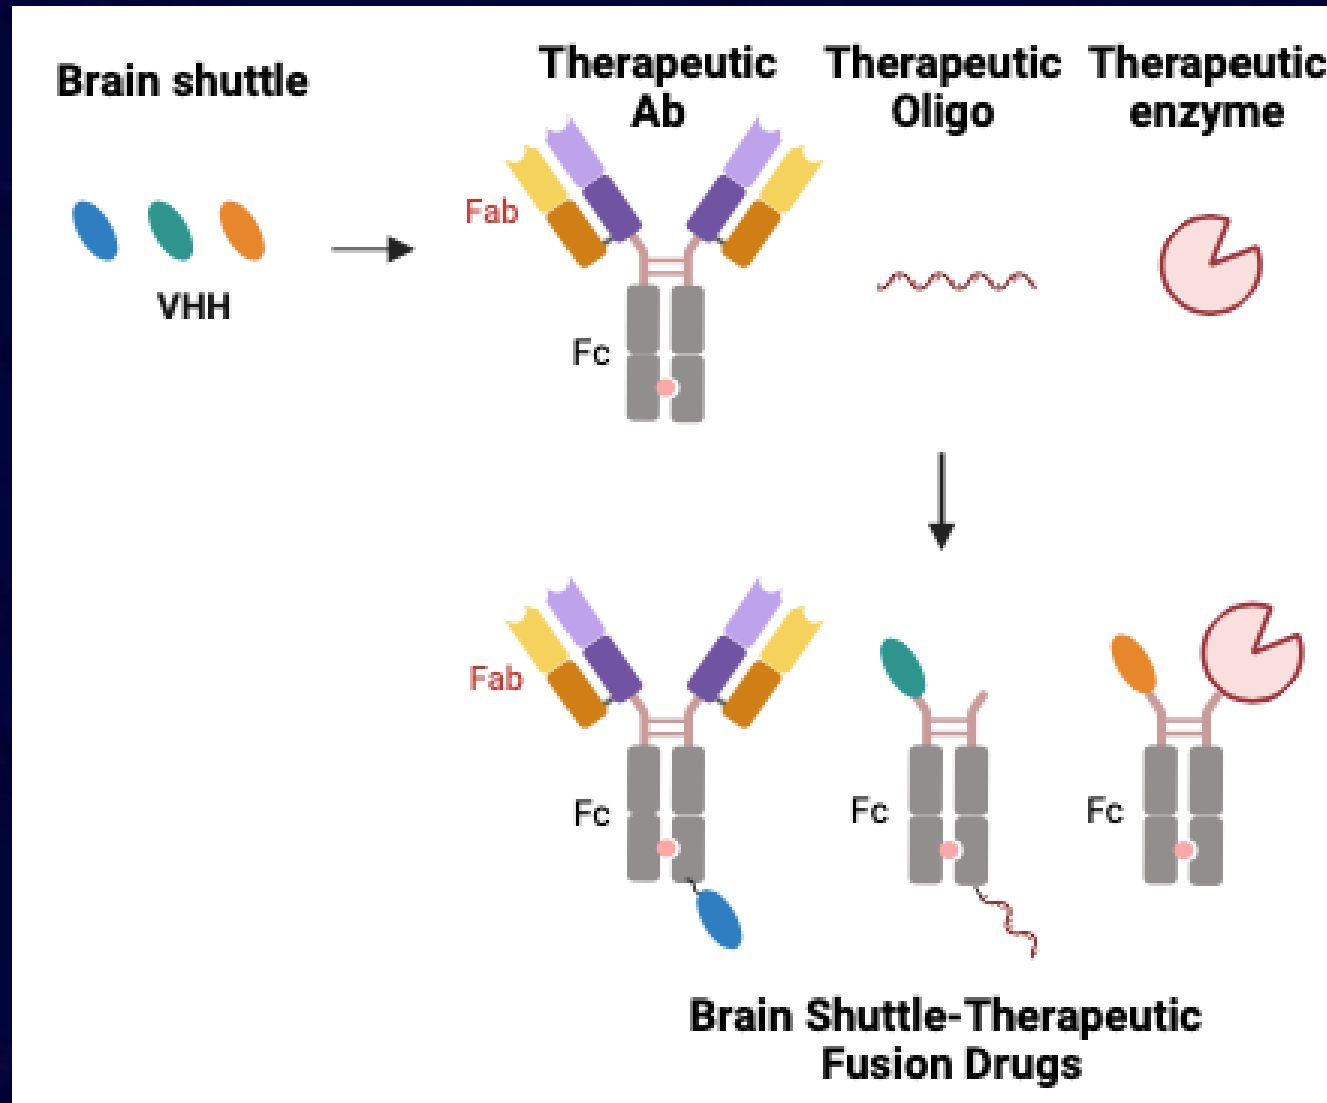 Brain shuttle
VHH
Therapeutic
Ab
Therapeutic
Oligo
Therapeutic
enzyme
Fab
Fc
Fab
Fc
Fc
Fc
Brain Shuttle-Therapeutic
Fusion Drugs